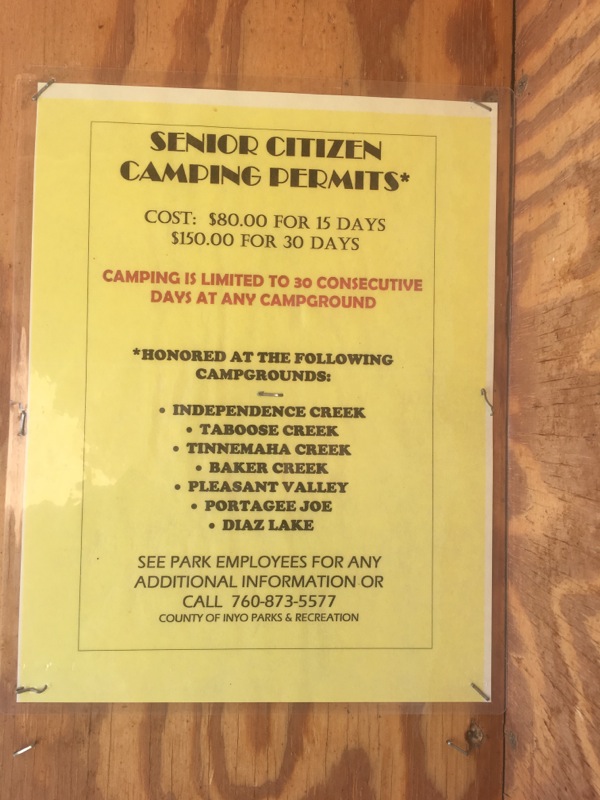 SENIOR CITIZEN
CAMPING PERMITS*
COST: $80.00 FOR 15 DAYS
$150.00 FOR 30 DAYS
CAMPING IS LIMITED TO 30 CONSECUTIVE
DAYS AT ANY CAMPGROUND
*HONORED AT THE FOLLOWING
CAMPGROUNDS:
• INDEPENDENCE CREEK
• TABOOSE CREEK
• TINNEMAHA CREEK
• BAKER CREEK
• PLEASANT VALLEY
• PORTAGEE JOE
• DIAZ LAKE
SEE PARK EMPLOYEES FOR ANY
ADDITIONAL INFORMATION OR
CALL 760-873-5577
COUNTY OF INYO PARKS & RECREATION